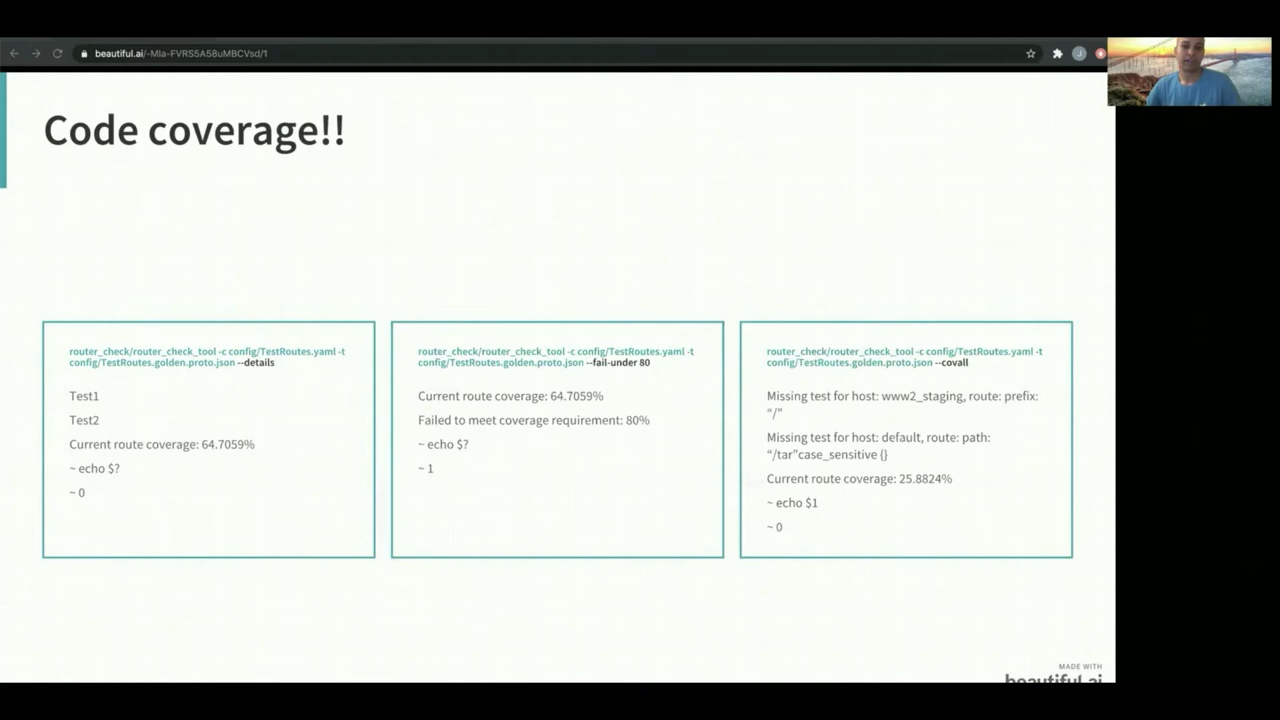 beautiful.ai/-Mla-FVRS5A58uMBCVsd/1
J
Code coverage!!
router_check/router_check_tool -c config/TestRoutes.yaml -t
config/TestRoutes.golden.proto.json --details
Test1
Test2
Current route coverage: 64.7059%
~ echo $?
~ 0
router_check/router_check_tool -c config/TestRoutes.yaml -t
config/TestRoutes.golden.proto.json --fail-under 80
Current route coverage: 64.7059%
Failed to meet coverage requirement: 80%
~ echo $?
~ 1
router_check/router_check_tool -c config/TestRoutes.yaml -t
config/TestRoutes.golden.proto.json --covall
Missing test for host: www2_staging, route: prefix:
“/”
Missing test for host: default, route: path:
“/tar”case_sensitive {}
Current route coverage: 25.8824%
~ echo $1
~ 0
MADE WITH
beautiful.ai